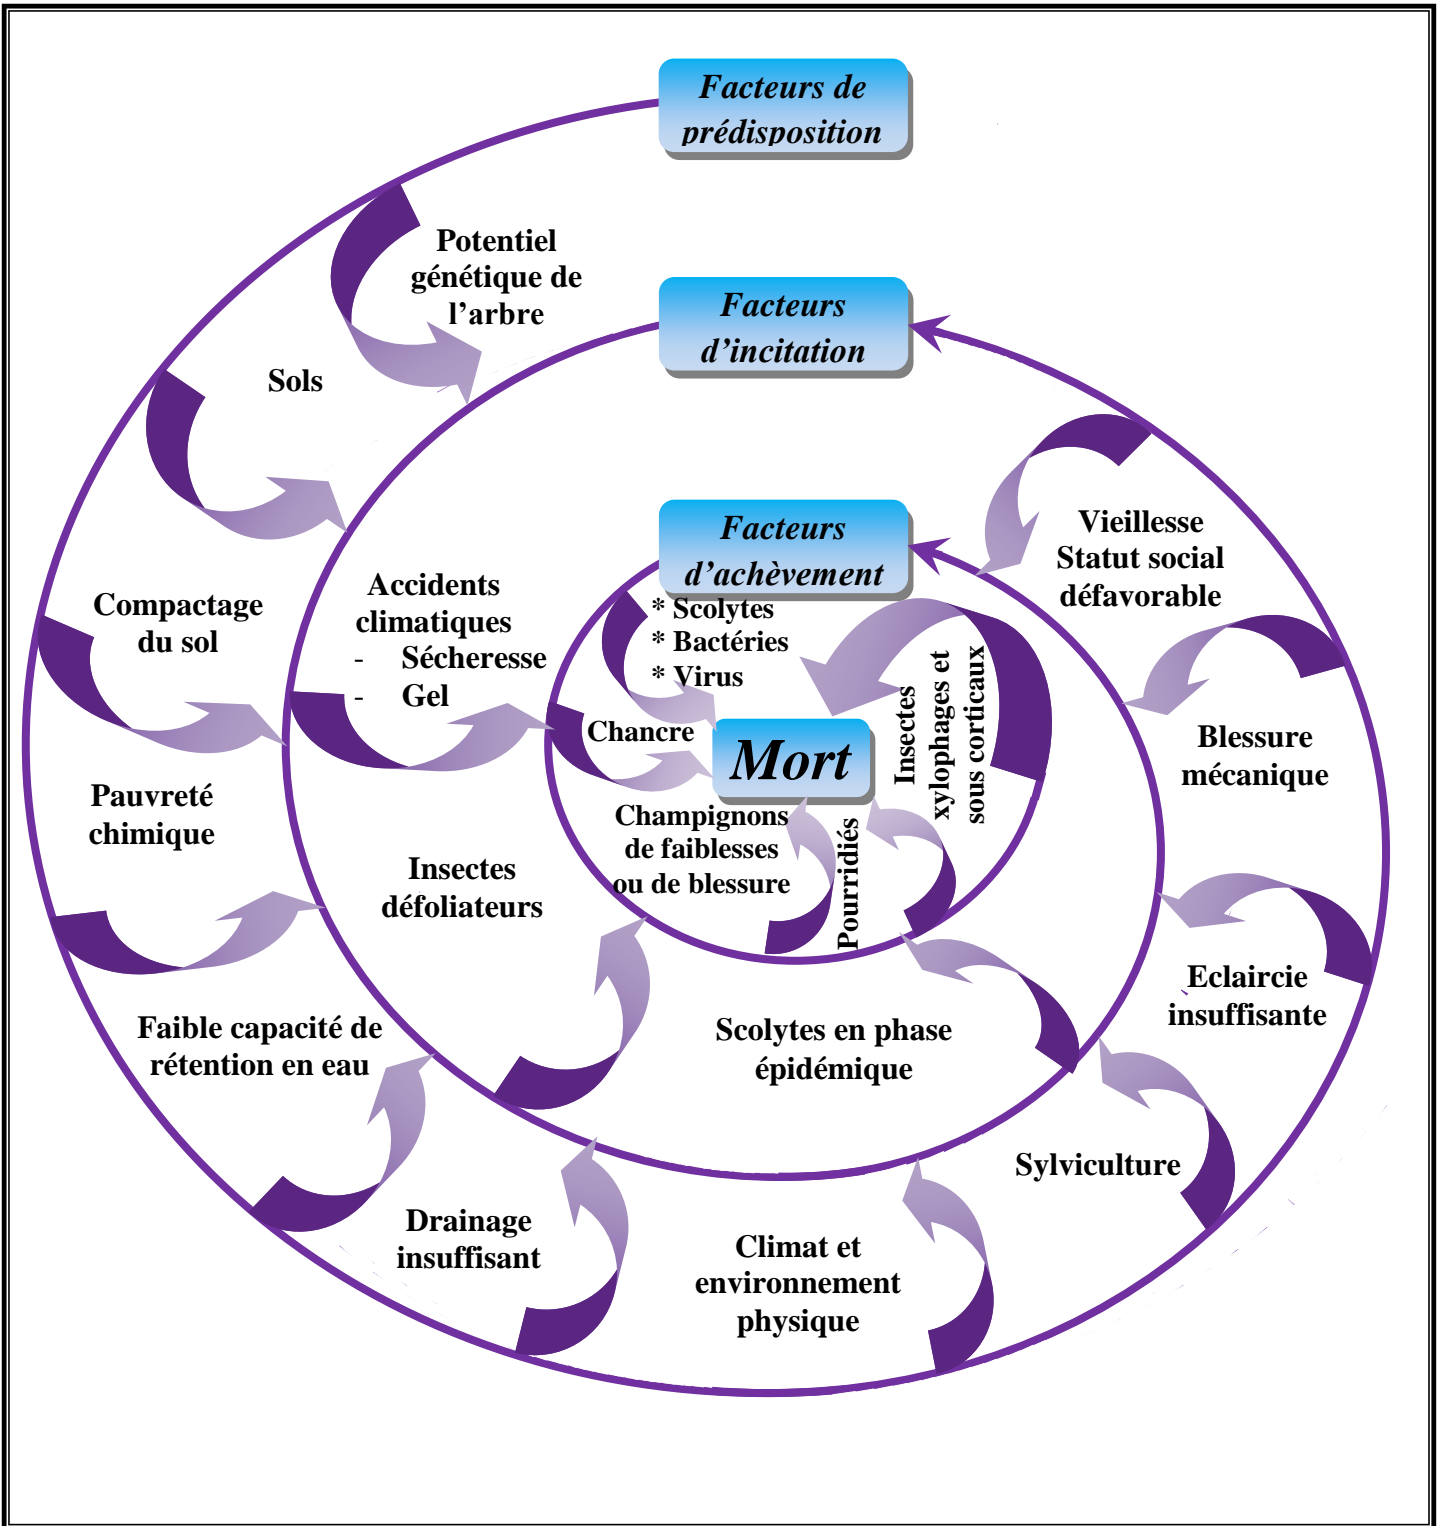 Facteurs de
prédisposition
Potentiel
génétique de
l’arbre
Sols
Compactage
du sol
Pauvreté
chimique
Faible capacité de
rétention en eau
Drainage
insuffisant
Climat et
environnement
physique
Sylviculture
Eclaircie
insuffisante
Blessure
mécanique
Vieillesse
Statut social
défavorable
Facteurs
d’incitation
Accidents
climatiques
- Sécheresse
- Gel
Insectes
défoliateurs
Scolytes en phase
épidémique
Facteurs
d’achèvement
* Scolytes
* Bactéries
* Virus
Chancre
Champignons
de faiblesses
ou de blessure
Pourridiés
Insectes
xylophages et
sous corticaux
Mort